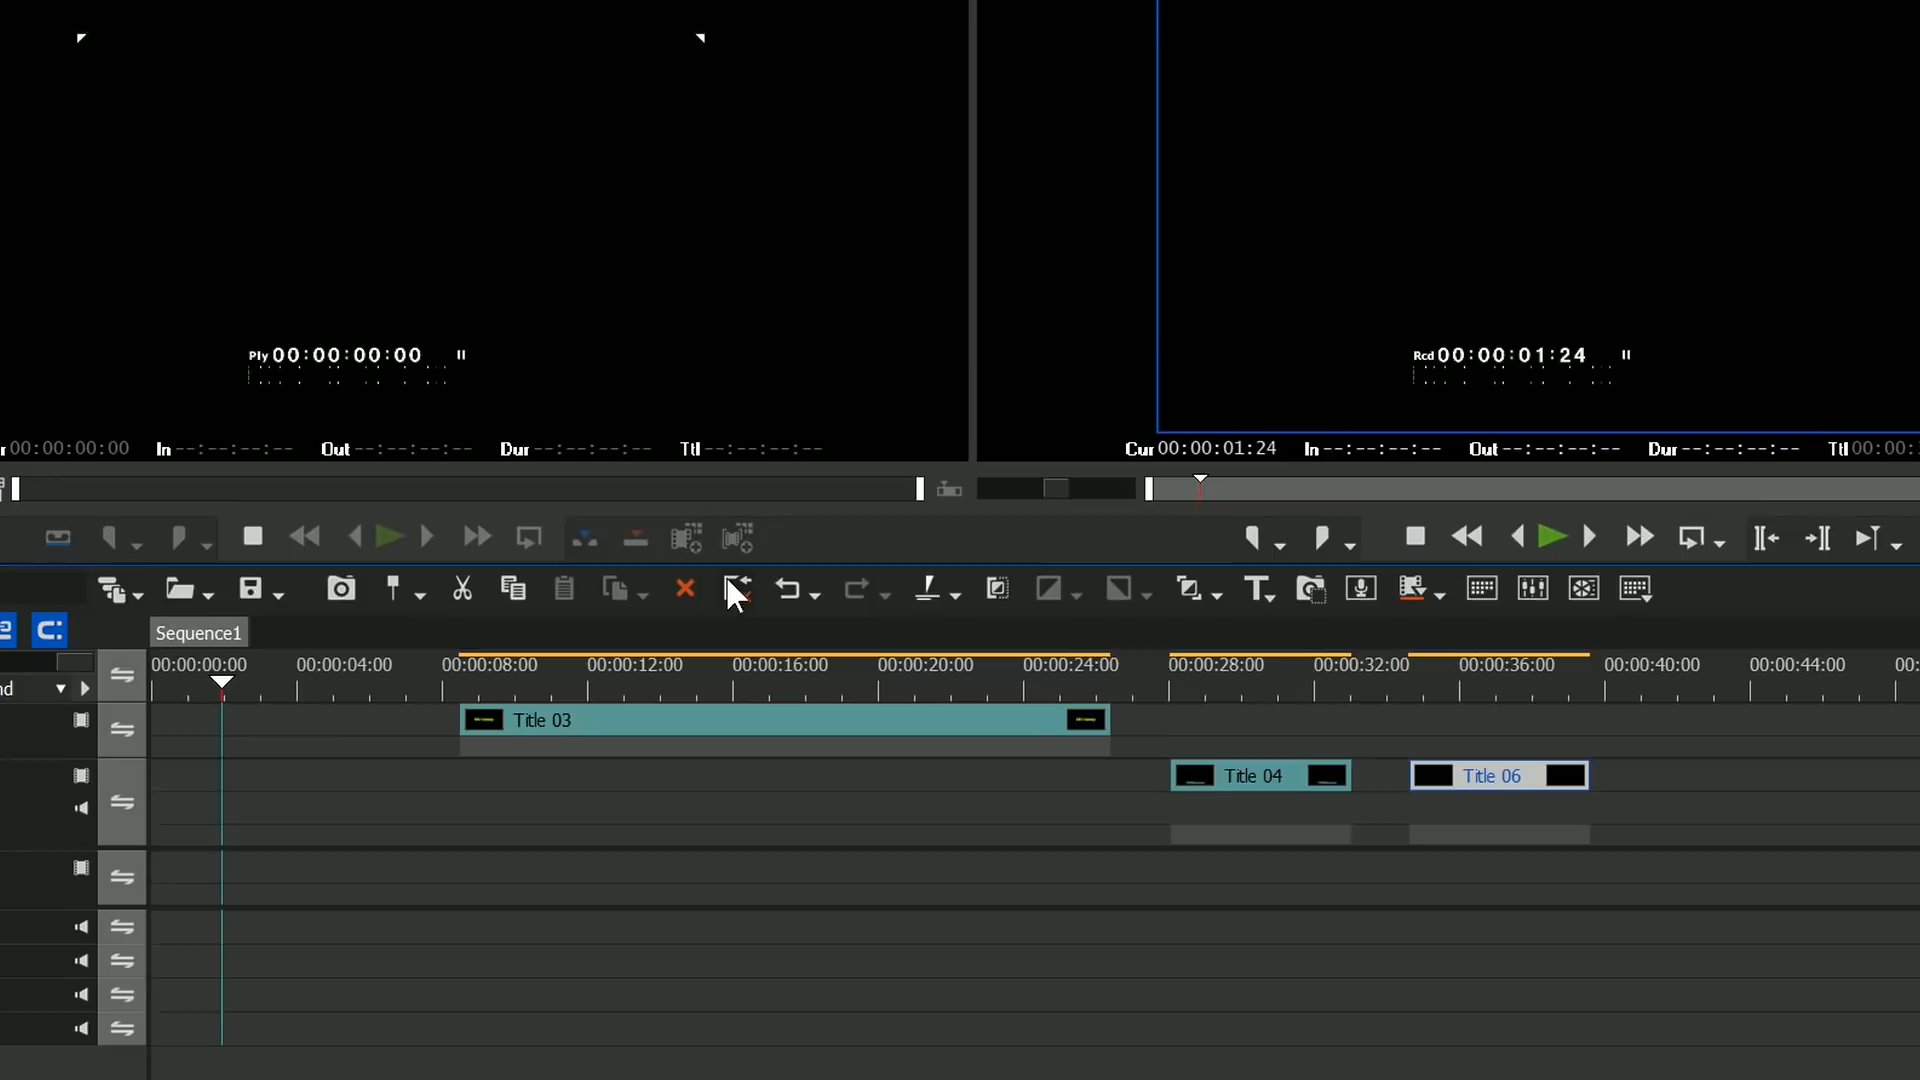 Ply 00:00:00:00 II
Rcd 00:00:01:24 II
r 00:00:00:00 In --:--:--:-- Out --:--:--:-- Dur --:--:--:-- Ttl --:--:--:--
Cur 00:00:01:24 In --:--:--:-- Out --:--:--:-- Dur --:--:--:-- Ttl 00:00:
Sequence1
00:00:00:00 00:00:04:00 00:00:08:00 00:00:12:00 00:00:16:00 00:00:20:00 00:00:24:00 00:00:28:00 00:00:32:00 00:00:36:00 00:00:40:00 00:00:44:00 00:
nd
Title 03
Title 04 Title 06